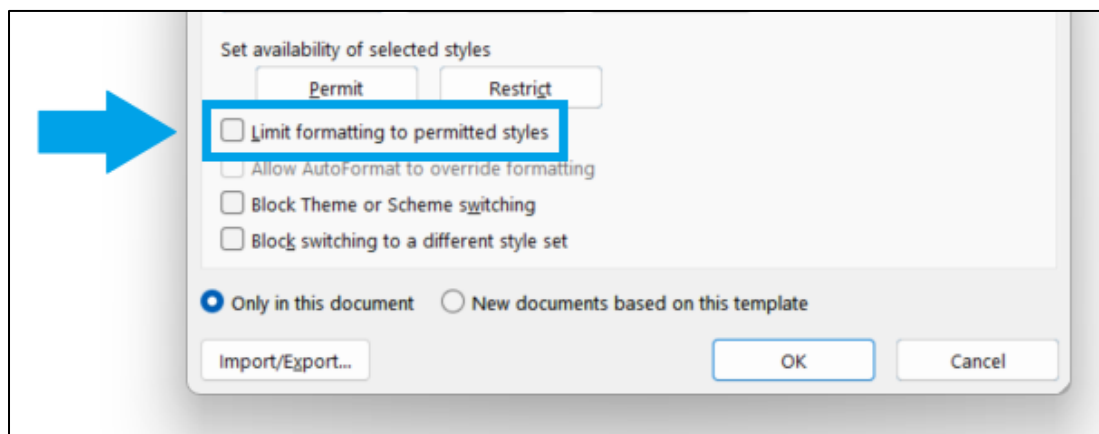 Set availability of selected styles
Permit Restrict
Limit formatting to permitted styles
Allow AutoFormat to override formatting
Block Theme or Scheme switching
Block switching to a different style set
Only in this document New documents based on this template
Import/Export... OK Cancel